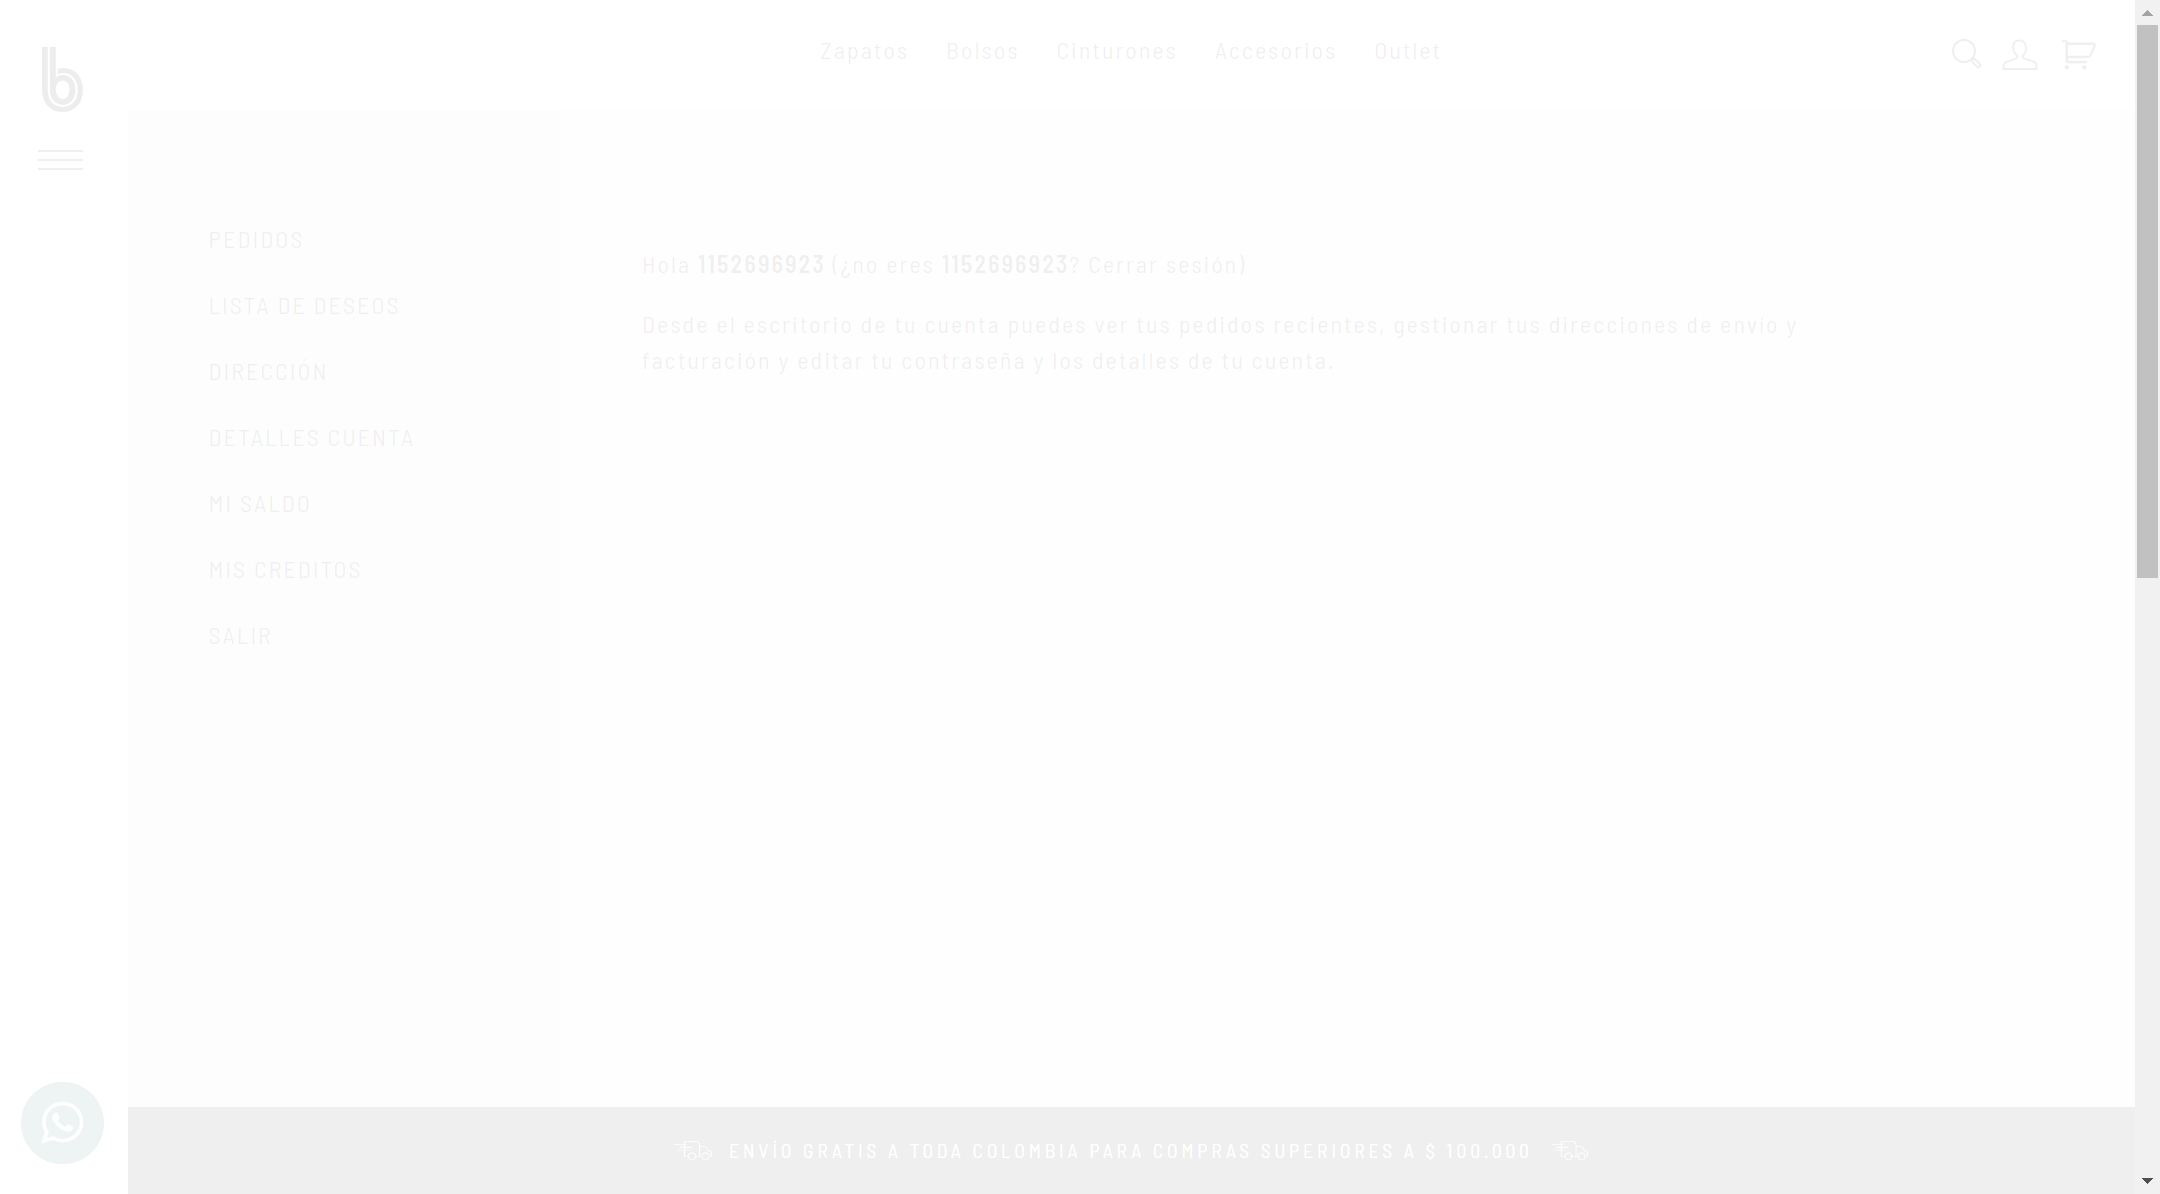 b
Zapatos Bolsos Cinturones Accesorios Outlet
PEDIDOS
LISTA DE DESEOS
DIRECCIÓN
DETALLES CUENTA
MI SALDO
MIS CREDITOS
SALIR
Hola 1152696923 (¿no eres 1152696923? Cerrar sesión)
Desde el escritorio de tu cuenta puedes ver tus pedidos recientes, gestionar tus direcciones de envío y
facturación y editar tu contraseña y los detalles de tu cuenta.
ENVÍO GRATIS A TODA COLOMBIA PARA COMPRAS SUPERIORES A $ 100.000